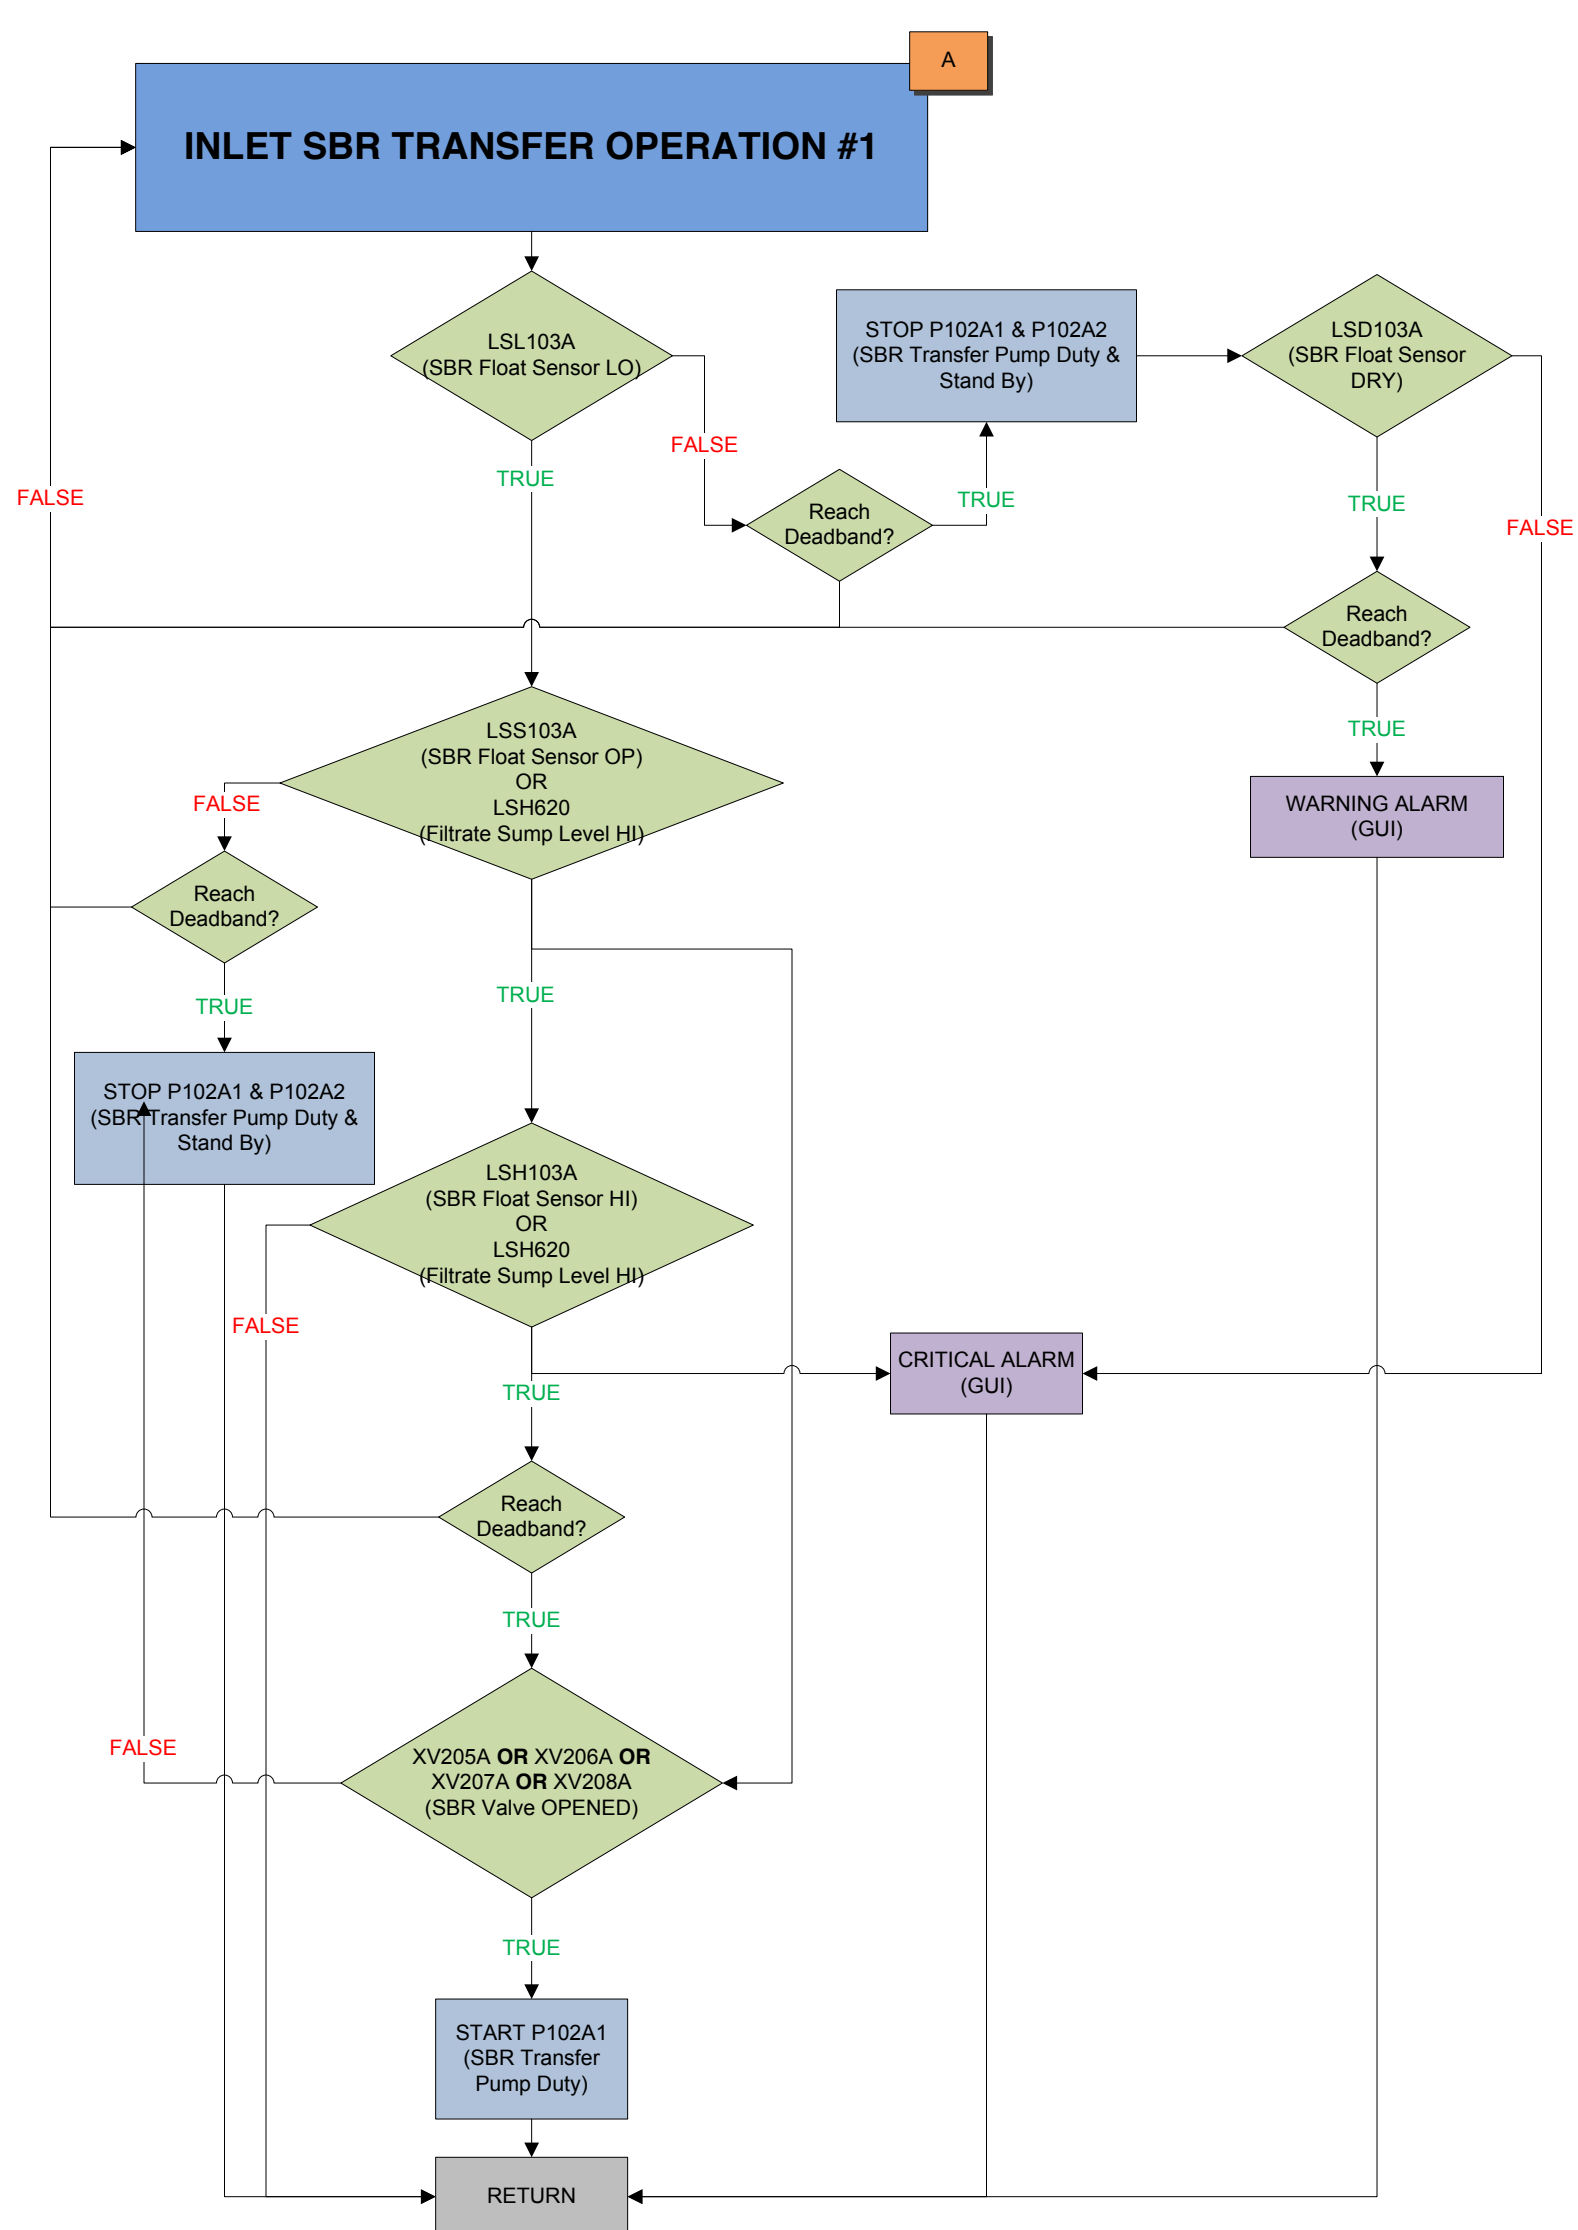 A
INLET SBR TRANSFER OPERATION #1
LSL103A
(SBR Float Sensor LO)
STOP P102A1 & P102A2
(SBR Transfer Pump Duty &
Stand By)
LSD103A
(SBR Float Sensor
DRY)
FALSE
TRUE
FALSE
Reach
Deadband?
TRUE
TRUE
FALSE
Reach
Deadband?
TRUE
LSS103A
(SBR Float Sensor OP)
OR
LSH620
(Filtrate Sump Level HI)
FALSE
WARNING ALARM
(GUI)
Reach
Deadband?
TRUE
TRUE
STOP P102A1 & P102A2
(SBR Transfer Pump Duty &
Stand By)
LSH103A
(SBR Float Sensor HI)
OR
LSH620
(Filtrate Sump Level HI)
FALSE
CRITICAL ALARM
(GUI)
TRUE
Reach
Deadband?
TRUE
FALSE
XV205A OR XV206A OR
XV207A OR XV208A
(SBR Valve OPENED)
TRUE
START P102A1
(SBR Transfer
Pump Duty)
RETURN